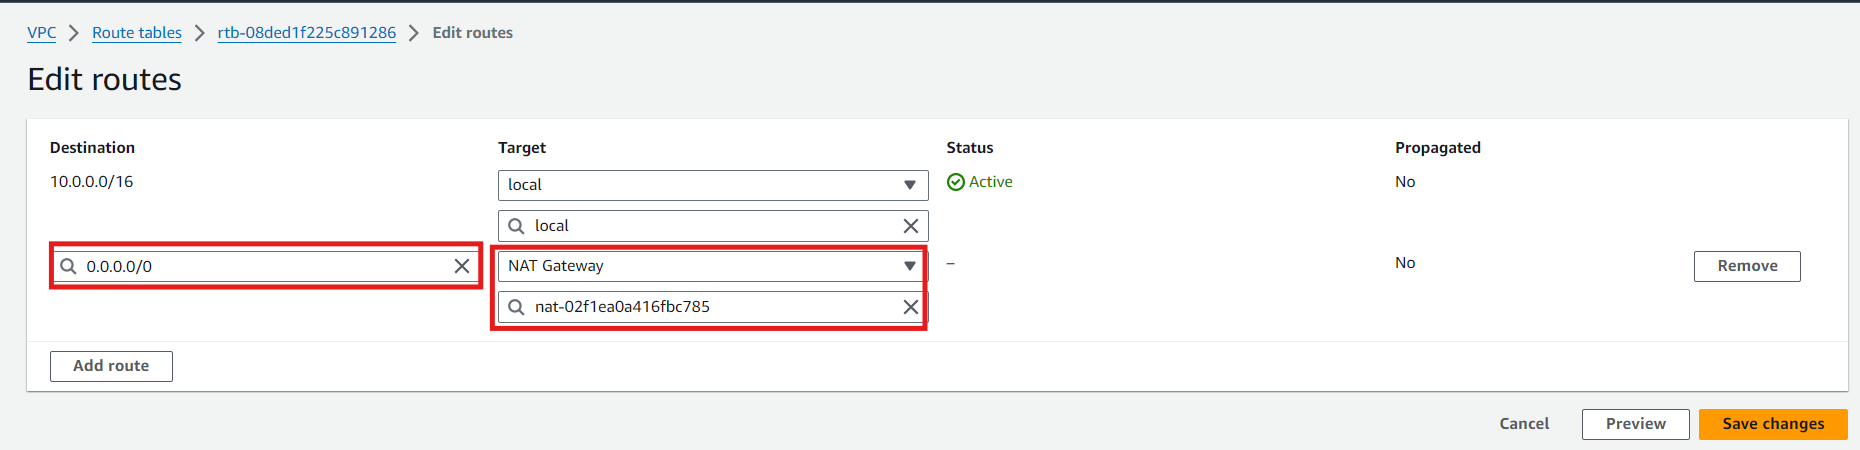 VPC > Route tables > rtb-08ded1f225c891286 > Edit routes
Edit routes
Destination Target Status Propagated
10.0.0.0/16 local Active No
local
0.0.0.0/0 NAT Gateway – No Remove
nat-02f1ea0a416fbc785
Add route
Cancel Preview Save changes